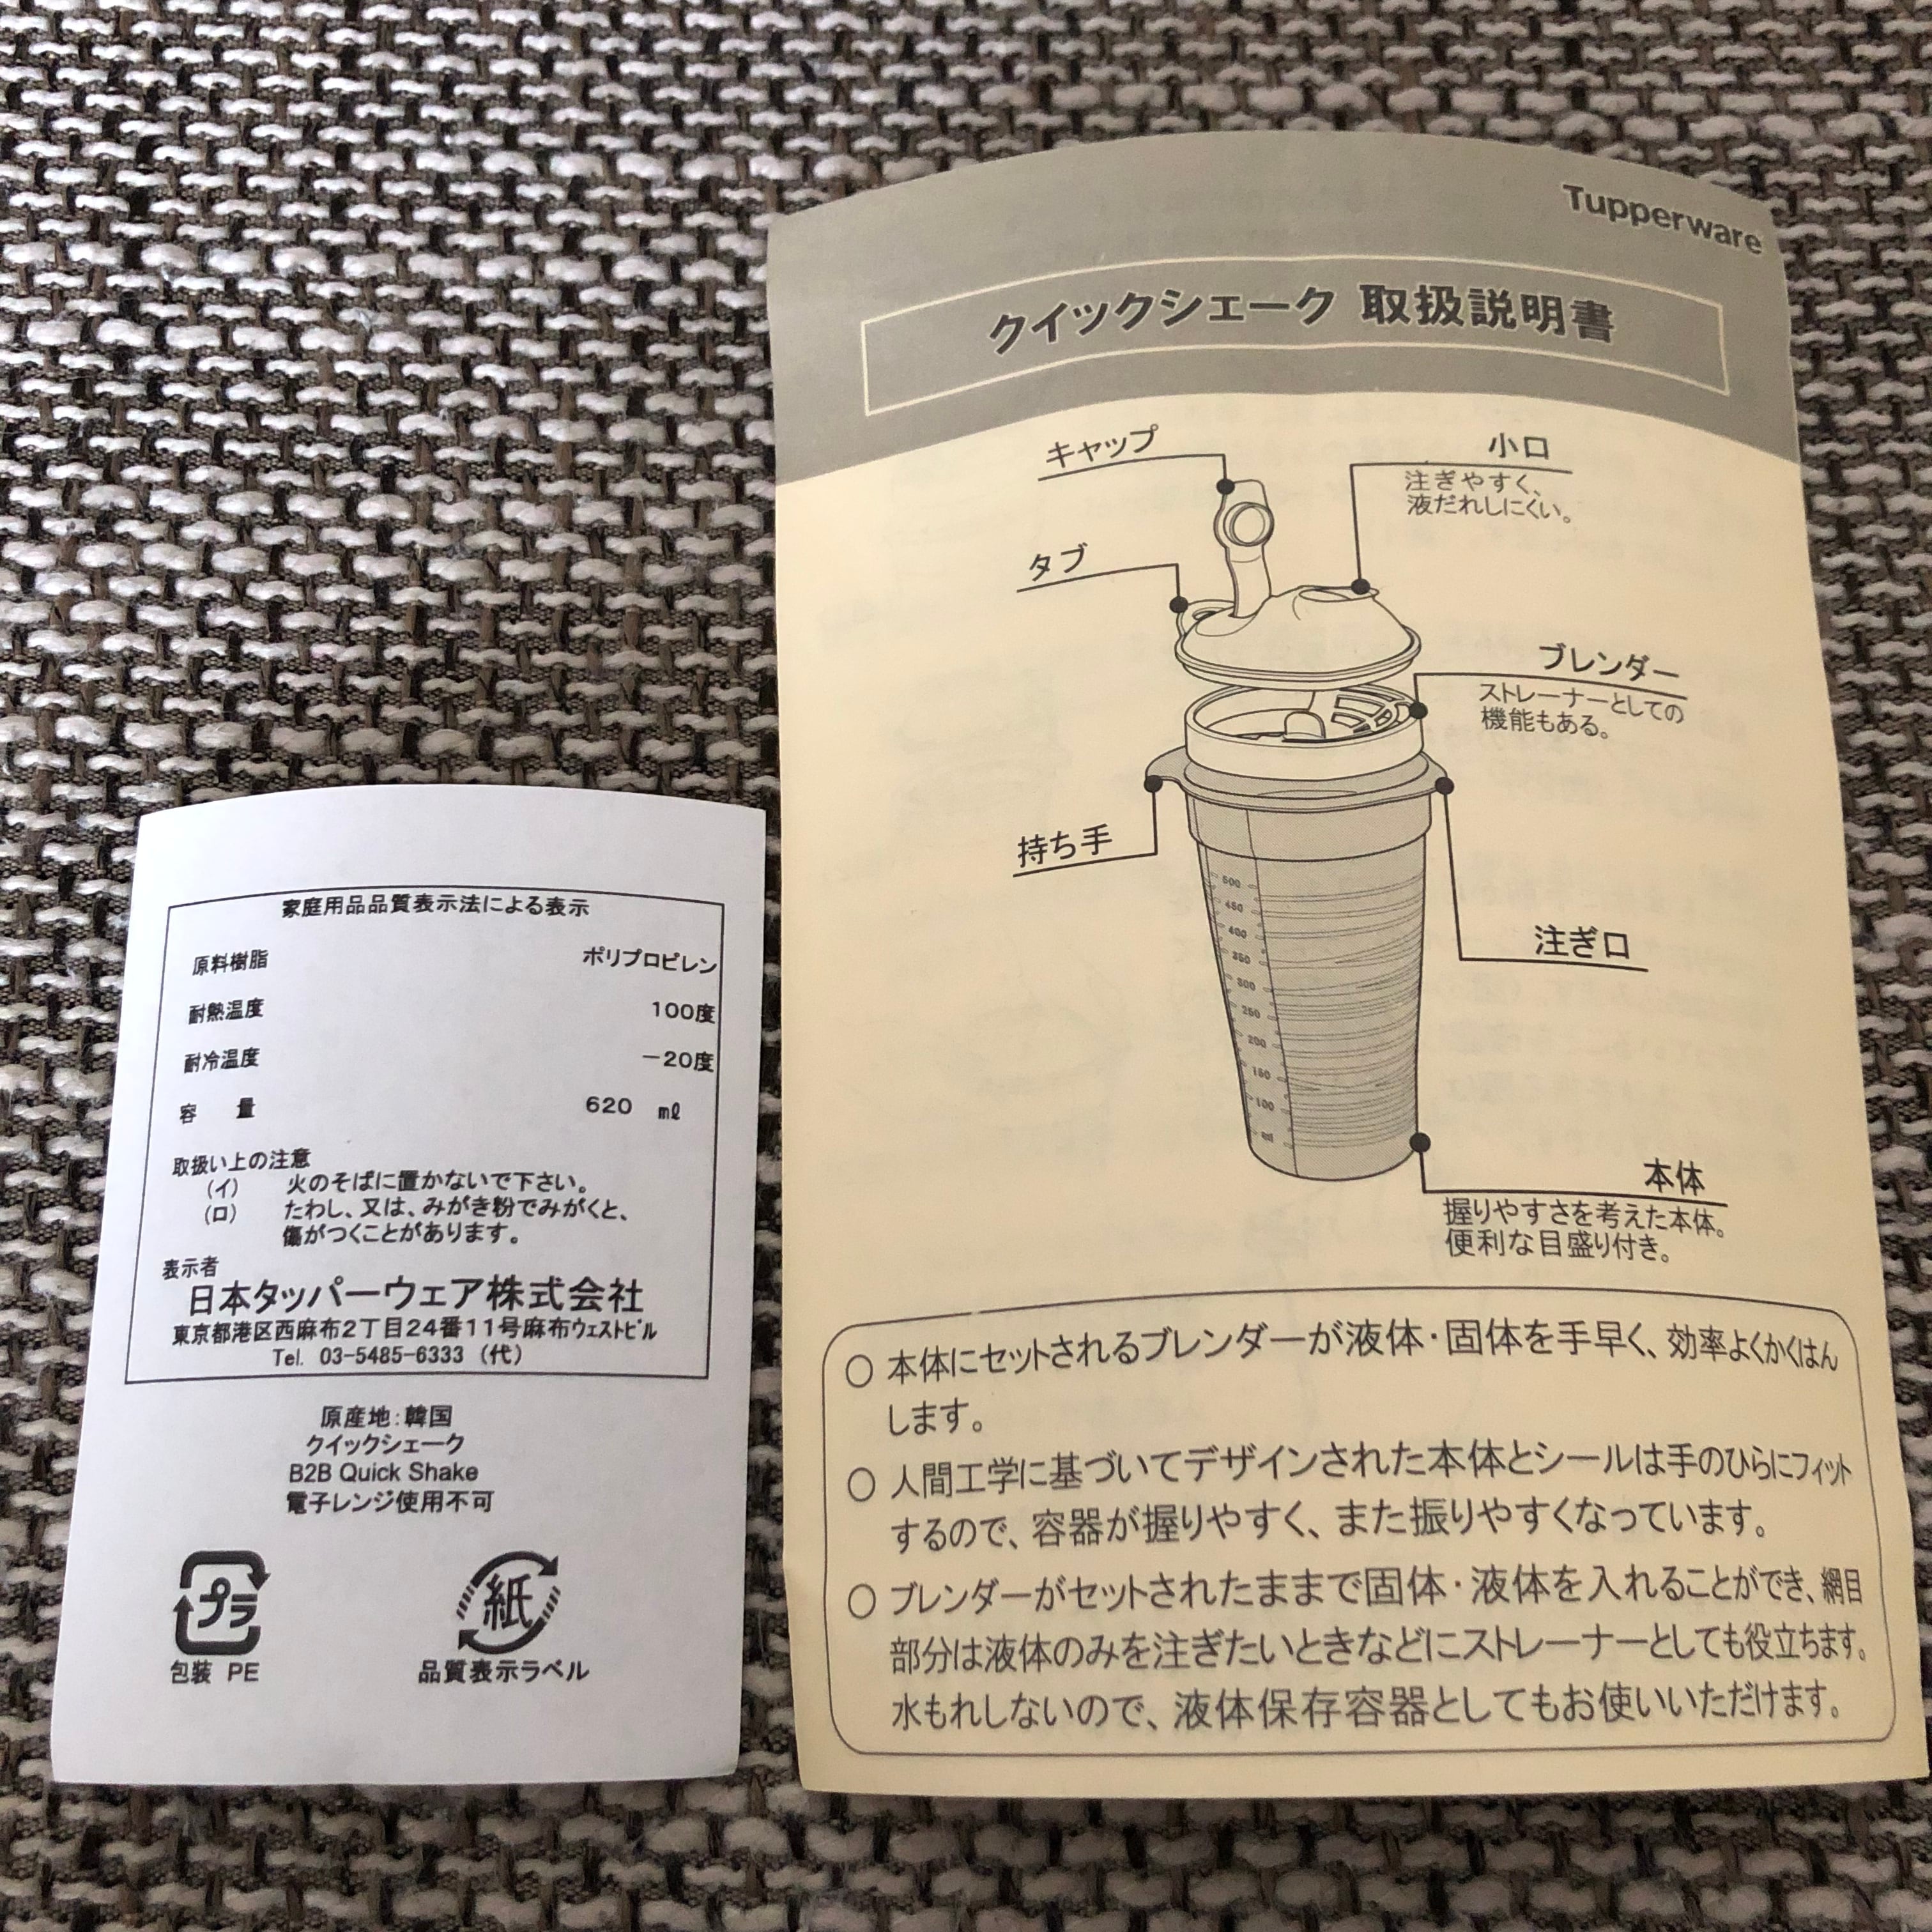 家庭用品品質表示法による表示
原料樹脂 ポリプロピレン
耐熱温度 100度
耐冷温度 －20度
容　量 620 ㎖
取扱い上の注意
(イ) 火のそばに置かないで下さい。
(ロ) たわし、又は、みがき粉でみがくと、
傷がつくことがあります。
表示者
日本タッパーウェア株式会社
東京都港区西麻布2丁目24番11号麻布ウェストビル
Tel. 03-5485-6333 (代)
原産地：韓国
クイックシェーク
B2B Quick Shake
電子レンジ使用不可
プラ
包装 PE
紙
品質表示ラベル
Tupperware
クイックシェーク 取扱説明書
キャップ
小口
注ぎやすく、
液だれしにくい。
タブ
ブレンダー
ストレーナーとしての
機能もある。
持ち手
注ぎ口
500
450
400
350
300
250
200
150
100
ml
本体
握りやすさを考えた本体。
便利な目盛り付き。
○ 本体にセットされるブレンダーが液体・固体を手早く、効率よくかくはん
します。
○ 人間工学に基づいてデザインされた本体とシールは手のひらにフィット
するので、容器が握りやすく、また振りやすくなっています。
○ ブレンダーがセットされたままで固体・液体を入れることができ、網目
部分は液体のみを注ぎたいときなどにストレーナーとしても役立ちます。
水もれしないので、液体保存容器としてもお使いいただけます。